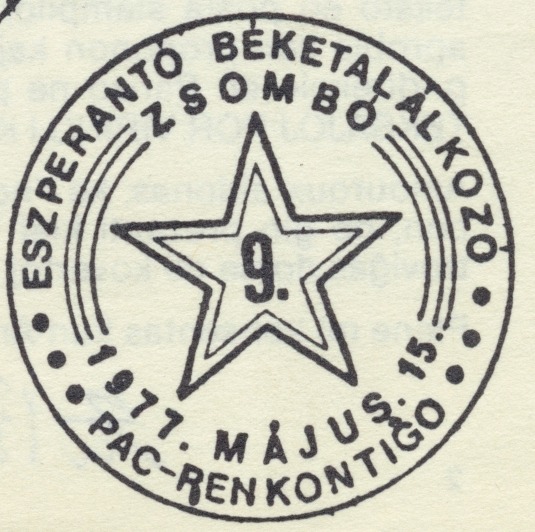 ESZPERANTÓ BÉKETALÁLKOZÓ
ZSOMBÓ
9.
1977. MÁJUS. 15.
PAC-RENKONTIĜO